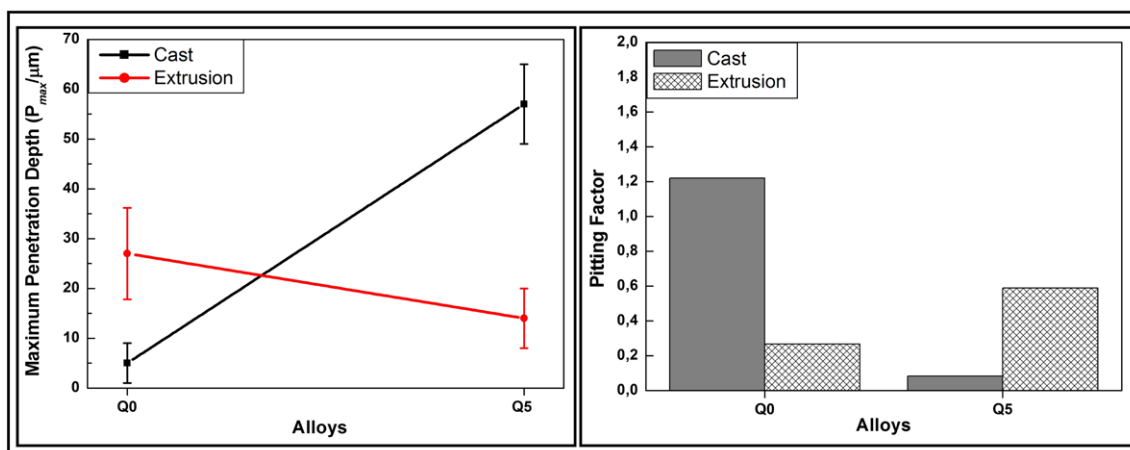 Maximum Penetration Depth (Pmax/μm)
70
60
50
40
30
20
10
0
Cast
Extrusion
Q0
Q5
Alloys
Pitting Factor
2,0
1,8
1,6
1,4
1,2
1,0
0,8
0,6
0,4
0,2
0,0
Cast
Extrusion
Q0
Q5
Alloys